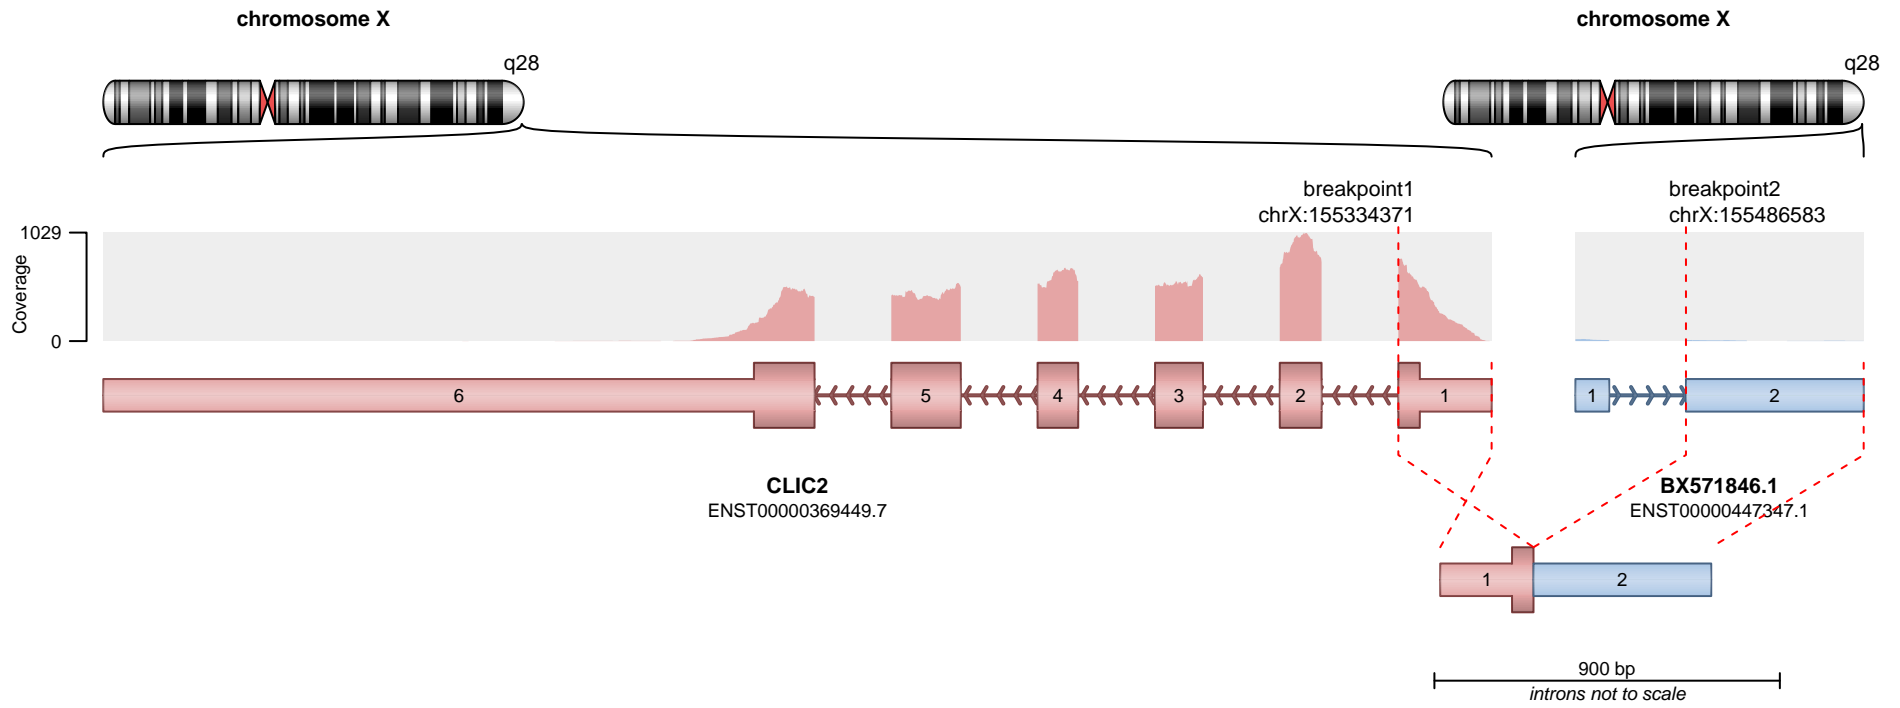 chromosome X
chromosome X
q28
q28
breakpoint1
chrX:155334371
breakpoint2
chrX:155486583
1029
0
Coverage
6
5
4
3
2
1
1
2
CLIC2
ENST00000369449.7
BX571846.1
ENST00000447347.1
1
2
900 bp
introns not to scale